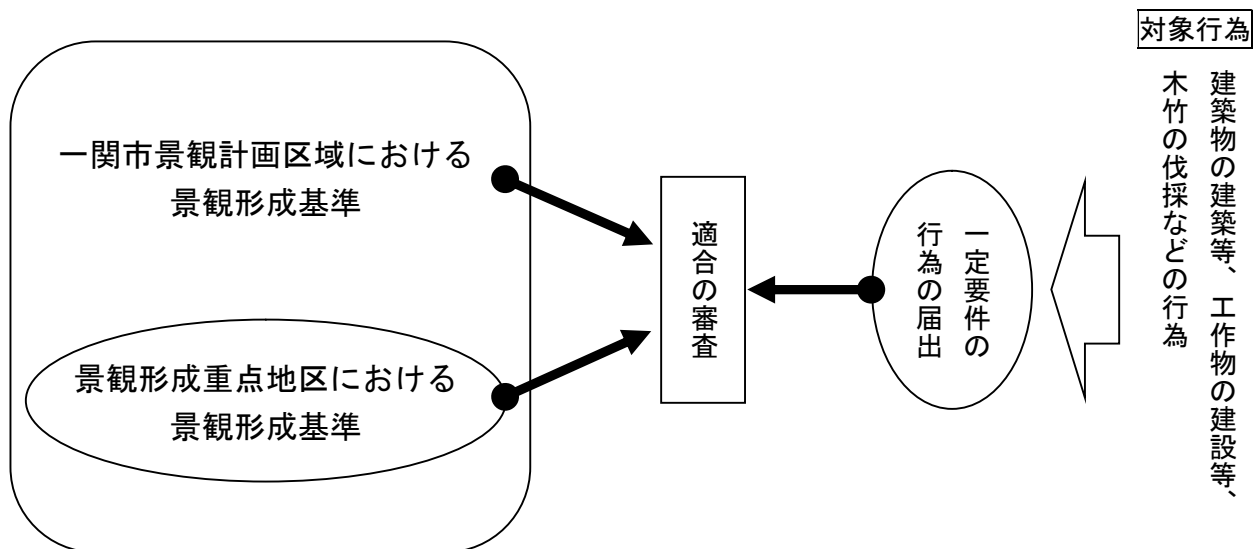 対象行為
建築物の建築等、工作物の建設等、
木竹の伐採などの行為
一定要件の
行為の届出
適合の審査
一関市景観計画区域における
景観形成基準
景観形成重点地区における
景観形成基準